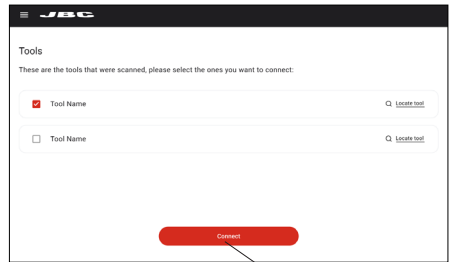 JBC
Tools
These are the tools that were scanned, please select the ones you want to connect:
Tool Name Locate tool
Tool Name Locate tool
Connect